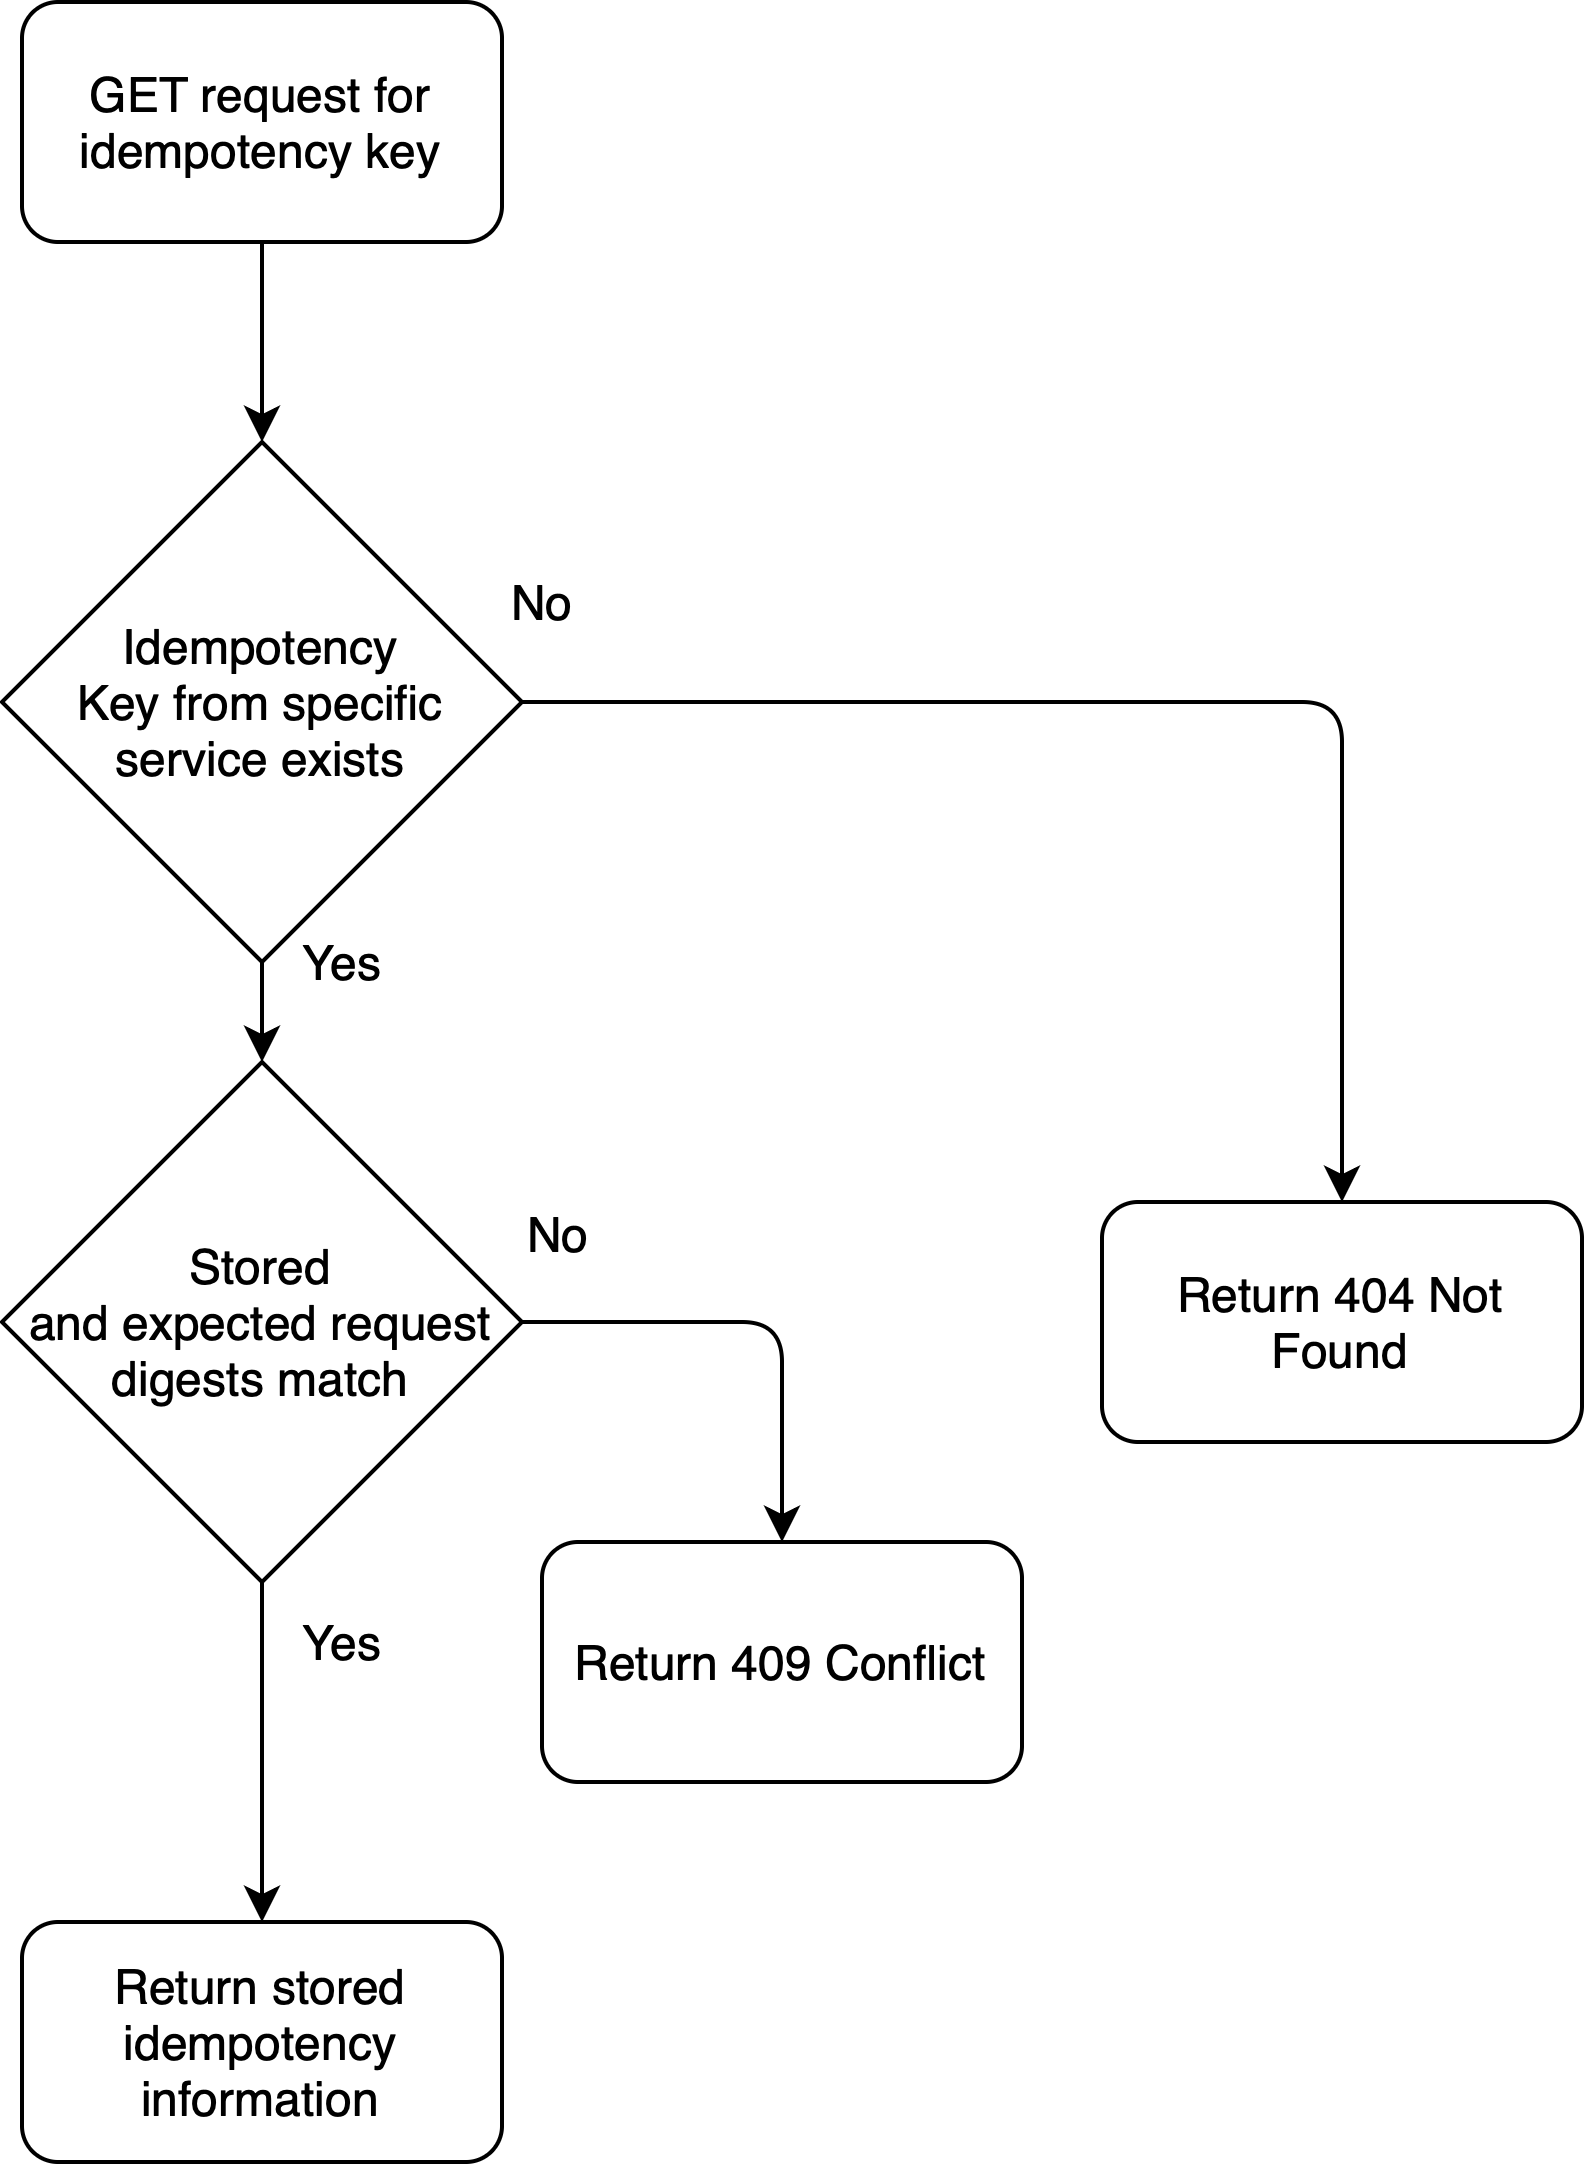 GET request for
idempotency key
No
Idempotency
Key from specific
service exists
Yes
No
Stored
and expected request
digests match
Return 404 Not
Found
Yes
Return 409 Conflict
Return stored
idempotency
information